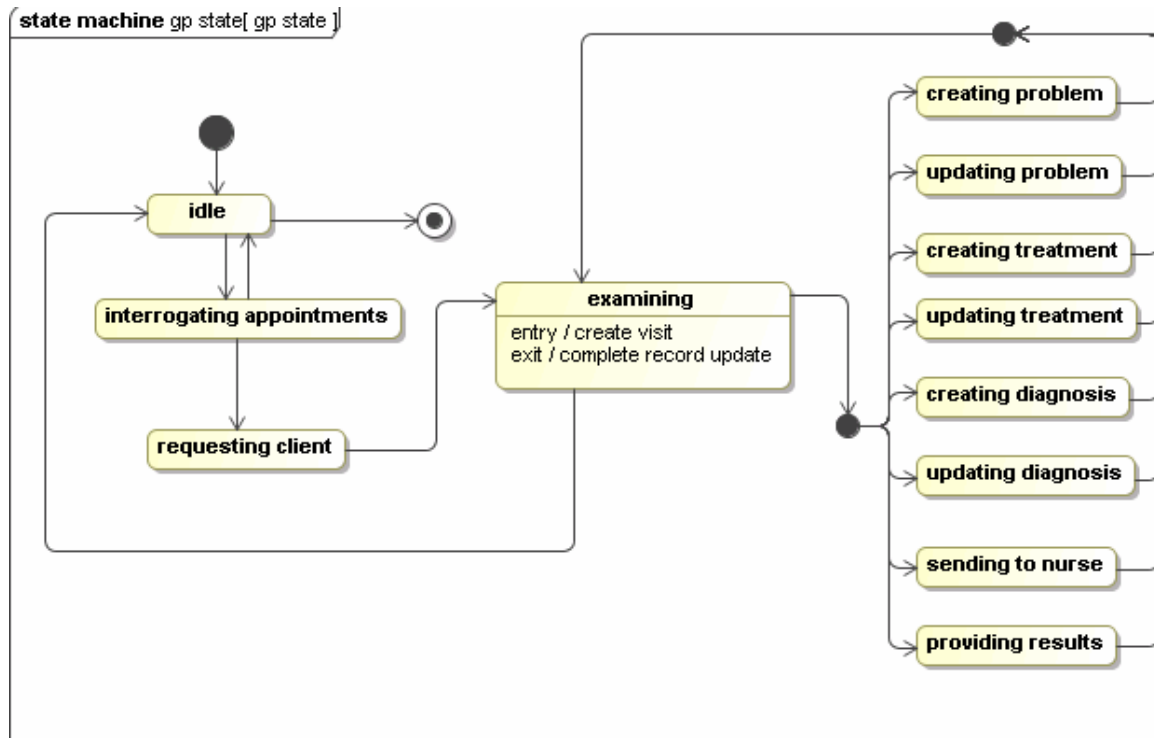 state machine gp state[ gp state ]
idle
interrogating appointments
requesting client
examining
entry / create visit
exit / complete record update
creating problem
updating problem
creating treatment
updating treatment
creating diagnosis
updating diagnosis
sending to nurse
providing results